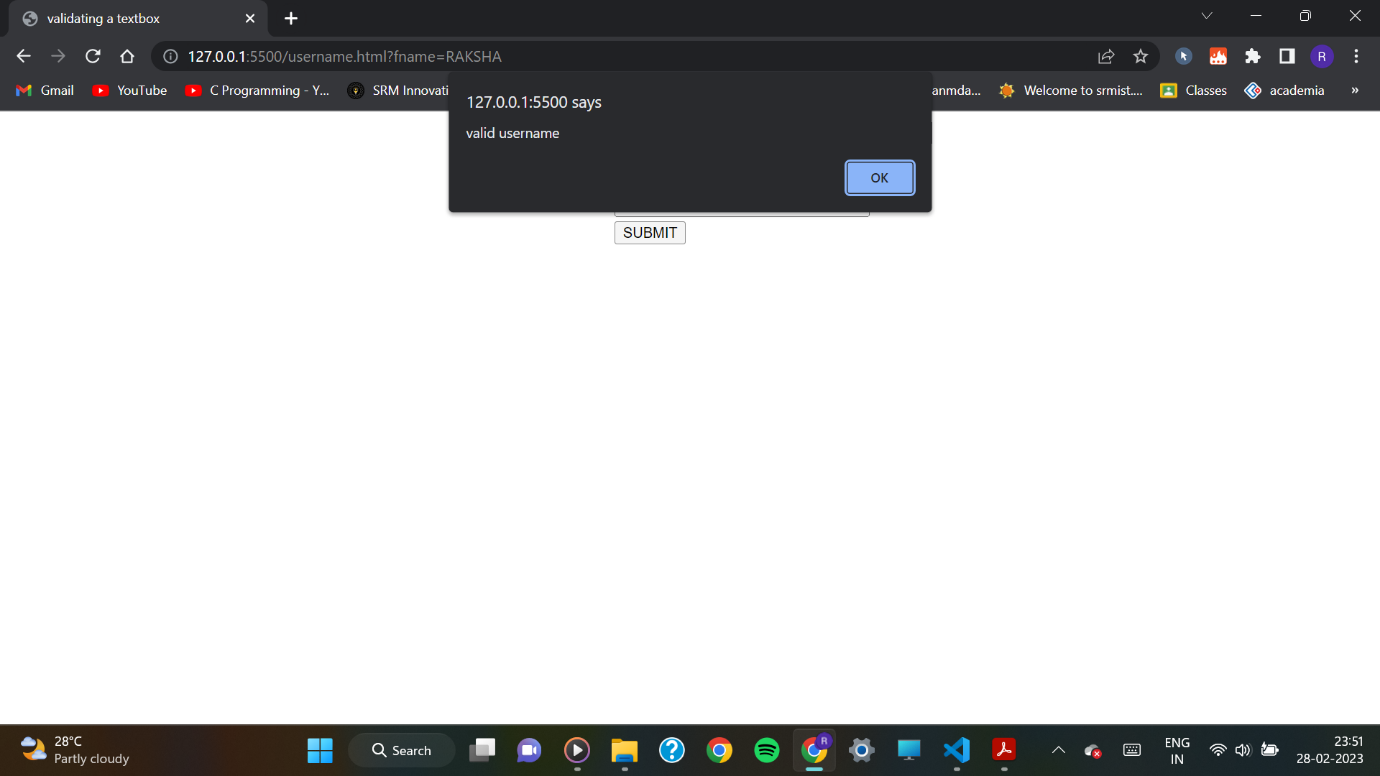 validating a textbox
127.0.0.1:5500/username.html?fname=RAKSHA
R
Gmail YouTube C Programming - Y... SRM Innovati anmda... Welcome to srmist.... Classes academia »
127.0.0.1:5500 says
valid username
OK
SUBMIT
28°C
Partly cloudy
Search
R
ENG
IN
23:51
28-02-2023